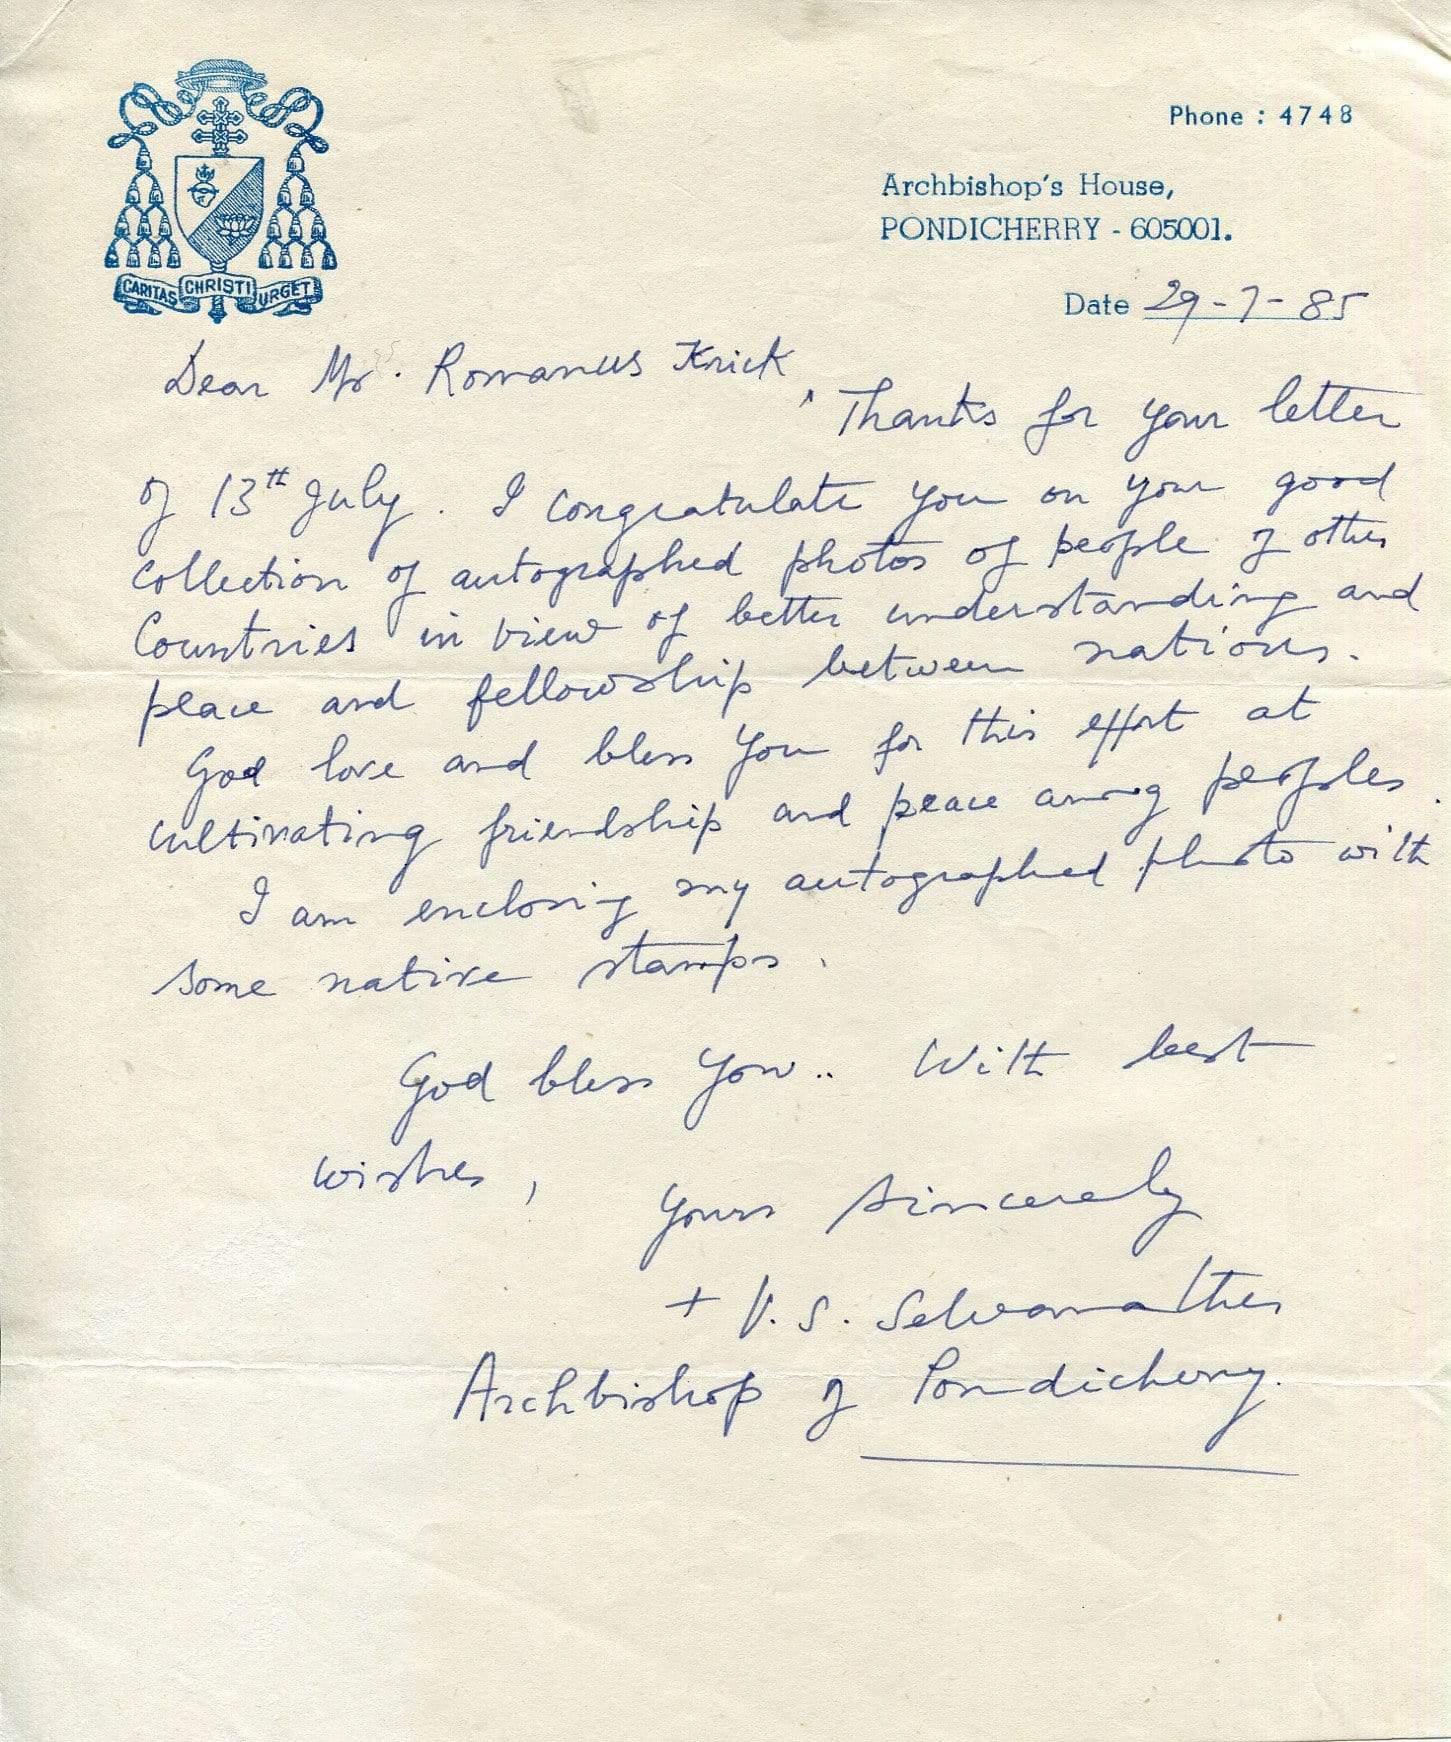 Phone : 4748
Archbishop's House,
PONDICHERRY - 605001.
CARITAS CHRISTI URGET
Date 29-7-85
Dear Mr. Romanus Krick,
Thanks for your letter
of 13th July. I congratulate you on your good
collection of autographed photos of people of other
Countries in view of better understanding and
peace and fellowship between nations.
God love and bless you for this effort at
cultivating friendship and peace among peoples.
I am enclosing my autographed photo with
some native stamps.
God bless you.. With best
wishes,
Yours Sincerely
+ V. S. Selvanather
Archbishop of Pondicherry.